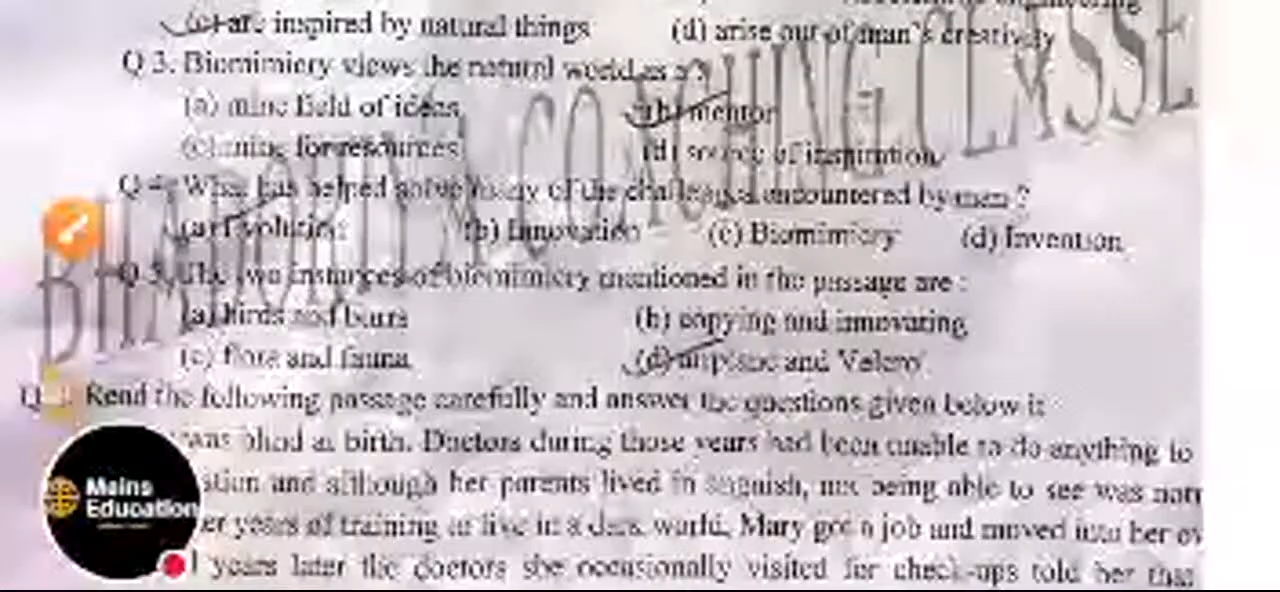 (c) are inspired by natural things (d) arise out of man's creativity
Q 3. Biomimicry views the natural world as a
(a) mine field of ideas (b) mentor
(c) mine for resources (d) source of inspiration
Q 4. What has helped solve many of the challenges encountered by man ?
(a) Evolution (b) Innovation (c) Biomimicry (d) Invention
Q 5. The two instances of biomimicry mentioned in the passage are :
(a) birds and burrs (b) copying and innovating
(c) flora and fauna (d) airplane and Velcro
Read the following passage carefully and answer the questions given below it
was blind at birth. Doctors during those years had been unable to do anything to
and although her parents lived in anguish, not being able to see was
years of training to live in a dark world, Mary got a job and moved into her
years later the doctors she occasionally visited for check-ups told her that
BHARDWAJ COACHING CLASSE
Mains
Education